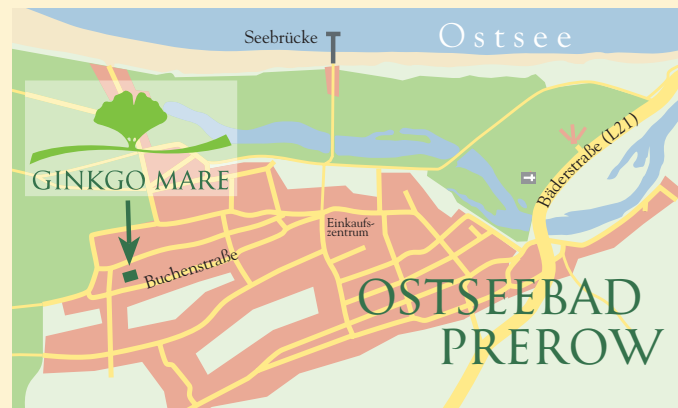 Seebrücke
Ostsee
GINKGO MARE
Bäderstraße (L21)
Einkaufs-
zentrum
Buchenstraße
OSTSEEBAD
PREROW